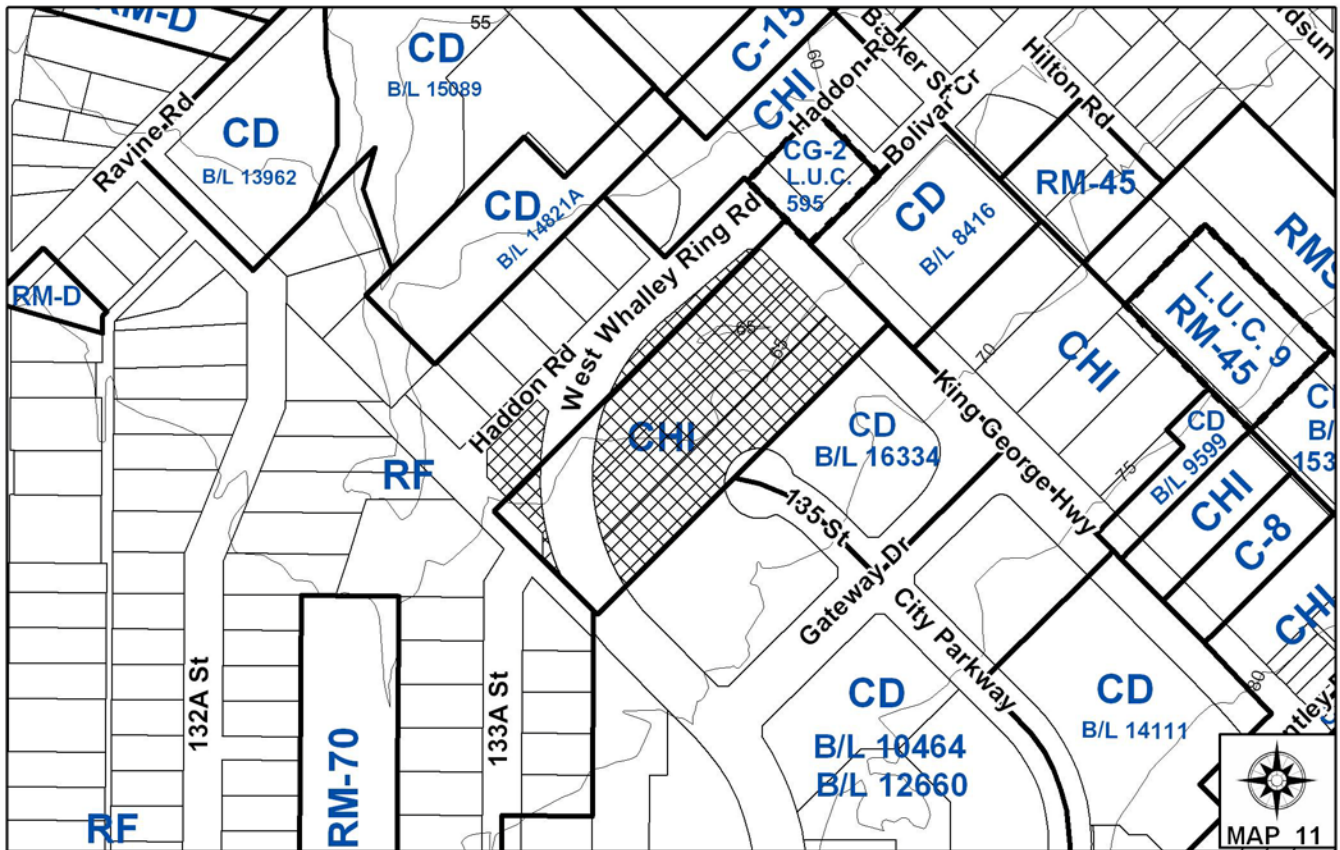 RM-D
55
CD
B/L 15089
C-15
CHI
60
Haddon Rd
Baker St
Bolivar Cr
Hilton Rd
Ravine Rd
CD
B/L 13962
CG-2
L.U.C.
595
RM-45
CD
B/L 8416
CD
B/L 14821A
West Whalley Ring Rd
RM-D
L.U.C. 9
RM-45
65
65
70
CHI
Haddon Rd
King George Hwy
CHI
CD
B/L 16334
CD
B/L 9599
75
CHI
C-8
RF
135 St
Gateway Dr
City Parkway
CHI
132A St
133A St
RM-70
CD
B/L 10464
B/L 12660
CD
B/L 14111
80
RF
MAP 11